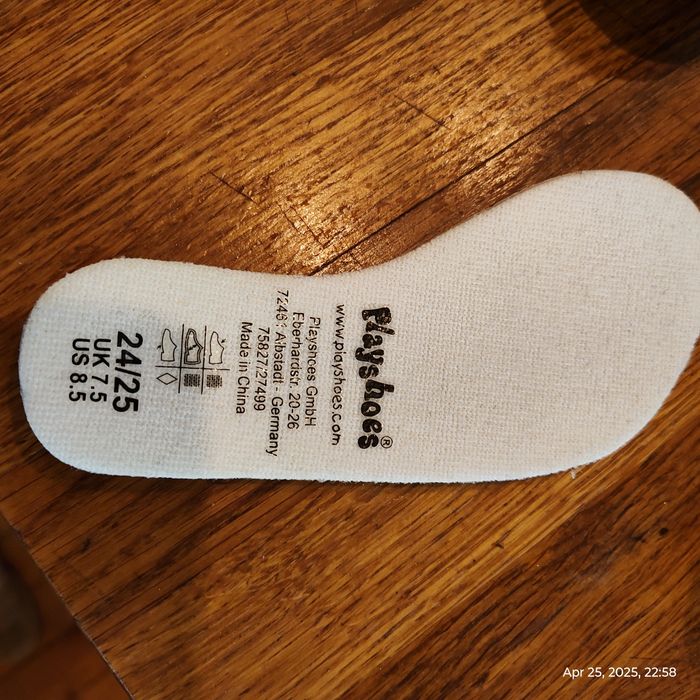 Playshoes®
www.playshoes.com
Playshoes GmbH
Eberhardstr. 20-26
72461 Albstadt - Germany
75827/27499
Made in China
24/25
UK 7.5
US 8.5
Apr 25, 2025, 22:58